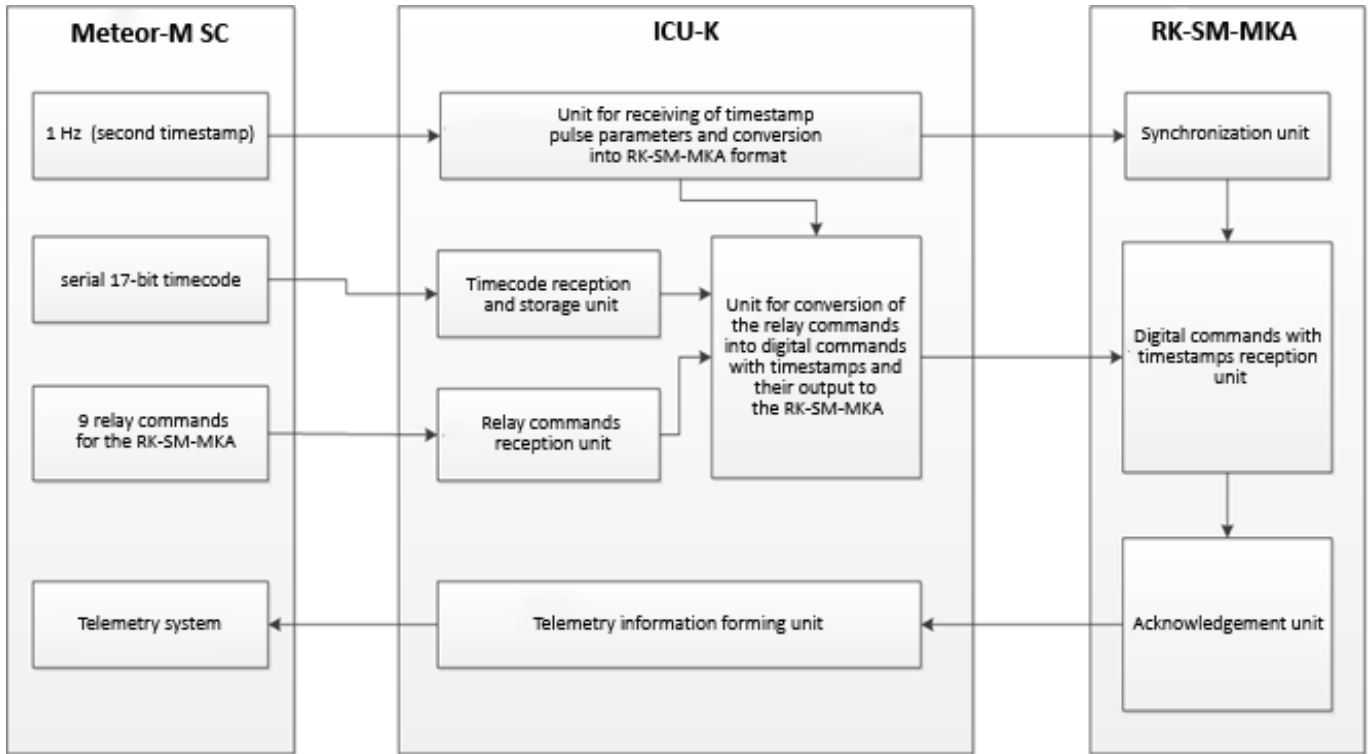 Meteor-M SC
ICU-K
RK-SM-MKA
1 Hz (second timestamp)
Unit for receiving of timestamp
pulse parameters and conversion
into RK-SM-MKA format
Synchronization unit
serial 17-bit timecode
Timecode reception
and storage unit
Unit for conversion of
the relay commands
into digital commands
with timestamps and
their output to
the RK-SM-MKA
Digital commands with
timestamps reception
unit
9 relay commands
for the RK-SM-MKA
Relay commands
reception unit
Telemetry system
Telemetry information forming unit
Acknowledgement unit